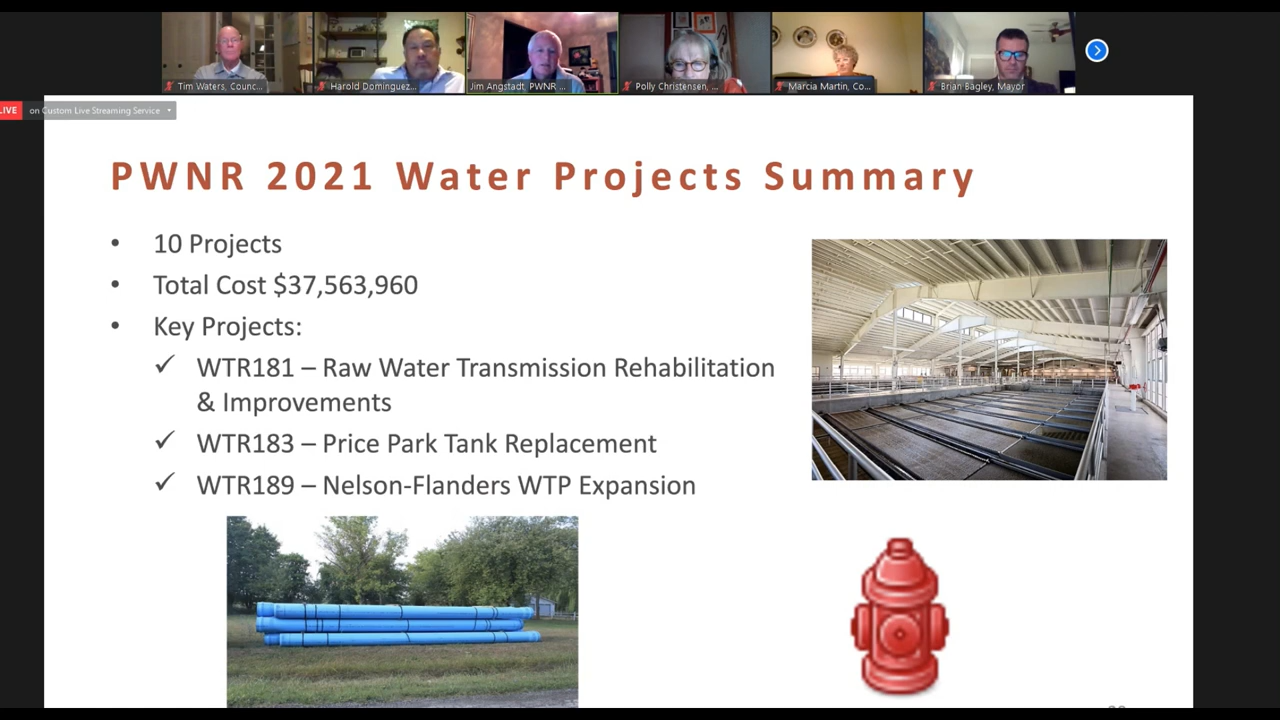 Tim Waters, Counc...
Harold Dominguez...
Jim Angstadt, PWNR ...
Polly Christensen, ...
Marcia Martin, Co...
Brian Bagley, Mayor
LIVE
on Custom Live Streaming Service
PWNR 2021 Water Projects Summary
• 10 Projects
• Total Cost $37,563,960
• Key Projects:
✓ WTR181 – Raw Water Transmission Rehabilitation
& Improvements
✓ WTR183 – Price Park Tank Replacement
✓ WTR189 – Nelson-Flanders WTP Expansion